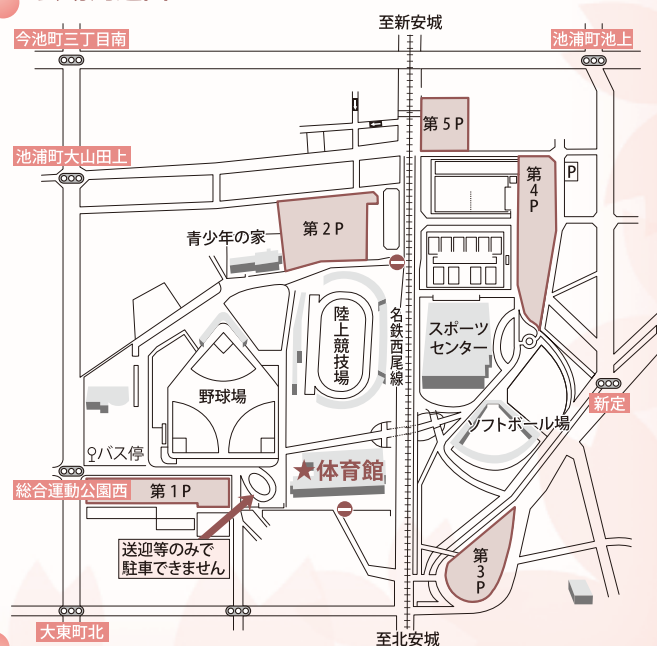 至新安城
今池町三丁目南
池浦町池上
第5P
池浦町大山田上
第4P
P
第2P
青少年の家
名鉄西尾線
陸上競技場
スポーツ
センター
野球場
新定
ソフトボール場
バス停
★体育館
総合運動公園西
第1P
送迎等のみで
駐車できません
第3P
大東町北
至北安城